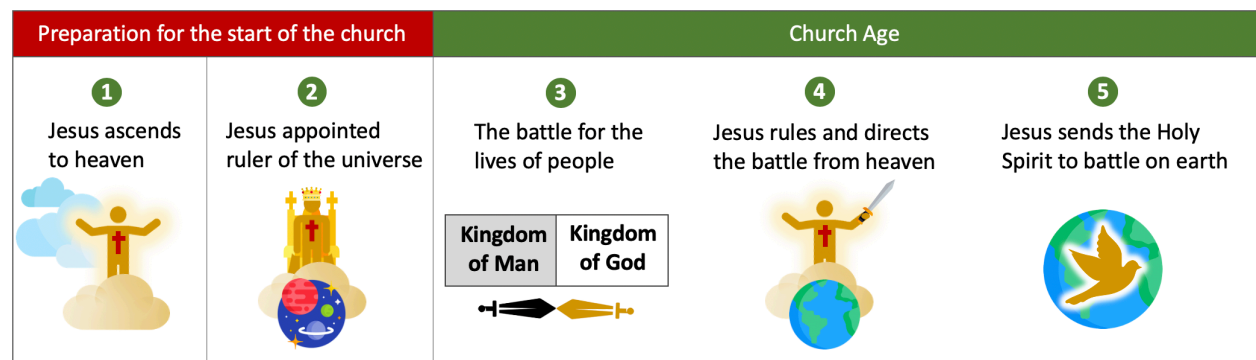 Preparation for the start of the church
Church Age
1
Jesus ascends
to heaven
2
Jesus appointed
ruler of the universe
3
The battle for the
lives of people
Kingdom
of Man
Kingdom
of God
4
Jesus rules and directs
the battle from heaven
5
Jesus sends the Holy
Spirit to battle on earth